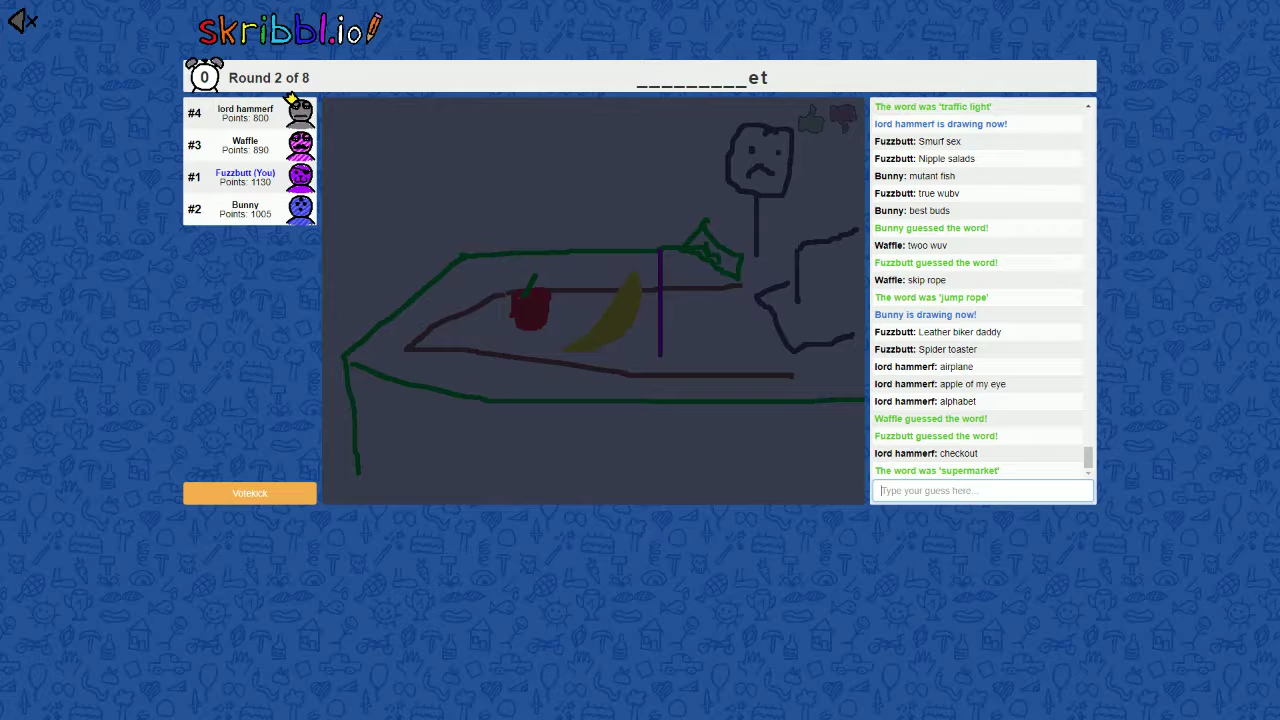 skribbl.io
0
Round 2 of 8
_________et
#4
lord hammerf
Points: 800
#3
Waffle
Points: 890
#1
Fuzzbutt (You)
Points: 1130
#2
Bunny
Points: 1005
Votekick
The word was 'traffic light'
lord hammerf is drawing now!
Fuzzbutt: Smurf sex
Fuzzbutt: Nipple salads
Bunny: mutant fish
Fuzzbutt: true wubv
Bunny: best buds
Bunny guessed the word!
Waffle: twoo wuv
Fuzzbutt guessed the word!
Waffle: skip rope
The word was 'jump rope'
Bunny is drawing now!
Fuzzbutt: Leather biker daddy
Fuzzbutt: Spider toaster
lord hammerf: airplane
lord hammerf: apple of my eye
lord hammerf: alphabet
Waffle guessed the word!
Fuzzbutt guessed the word!
lord hammerf: checkout
The word was 'supermarket'
Type your guess here...